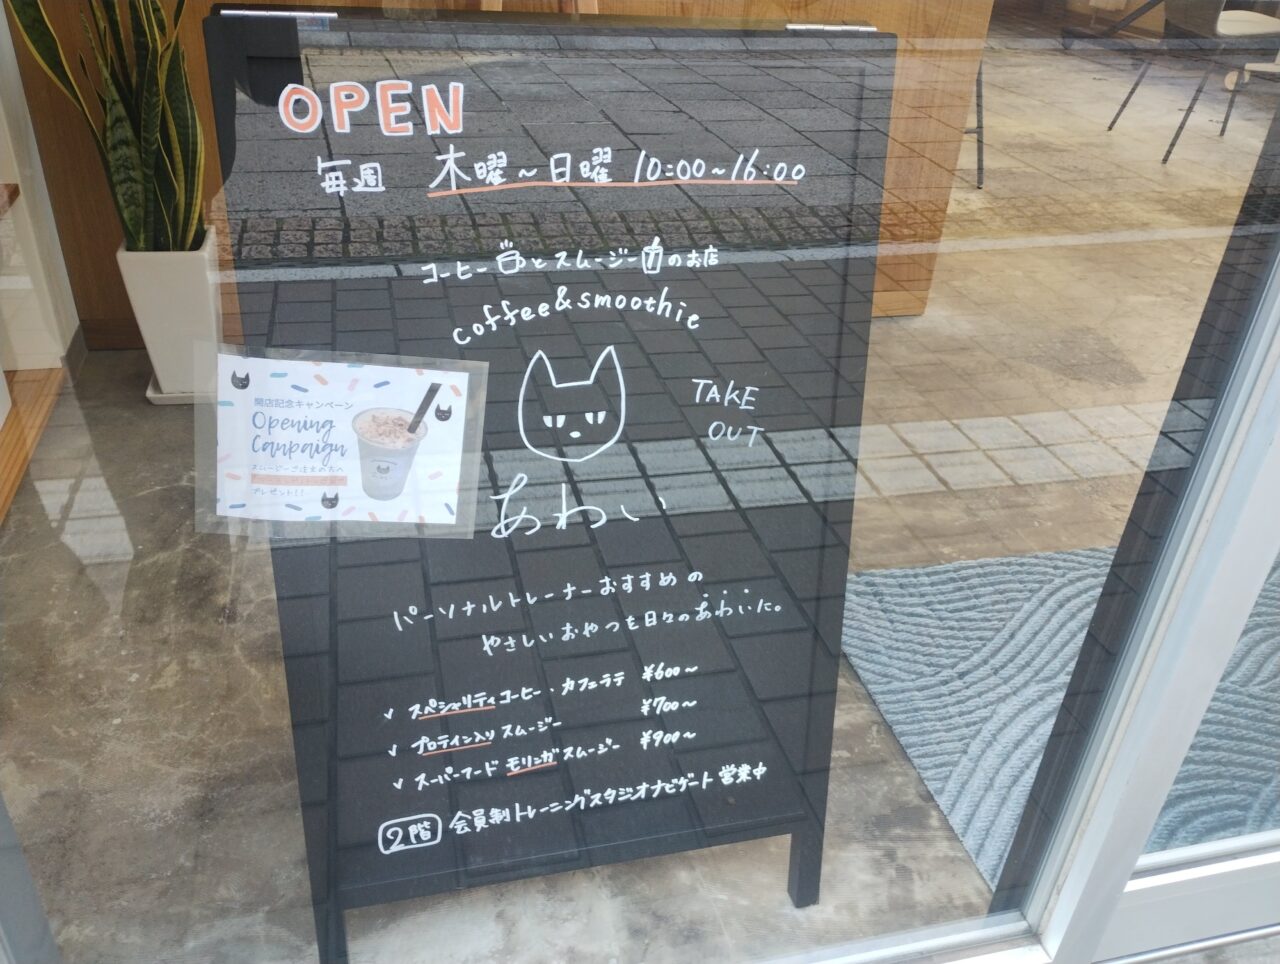 OPEN
毎週 木曜～日曜 10:00～16:00
コーヒーとスムージーのお店
coffee&smoothie
TAKE
OUT
あわい
開店記念キャンペーン
Opening
Canpaign
スムージーご注文の方へ
プレゼント!!
パーソナルトレーナーおすすめの
やさしいおやつを日々のあわいに。
✓ スペシャリティコーヒー・カフェラテ ¥600～
✓ プロテイン入りスムージー ¥700～
✓ スーパーフードモリンガスムージー ¥900～
2階 会員制トレーニングスタジオナビゲート営業中